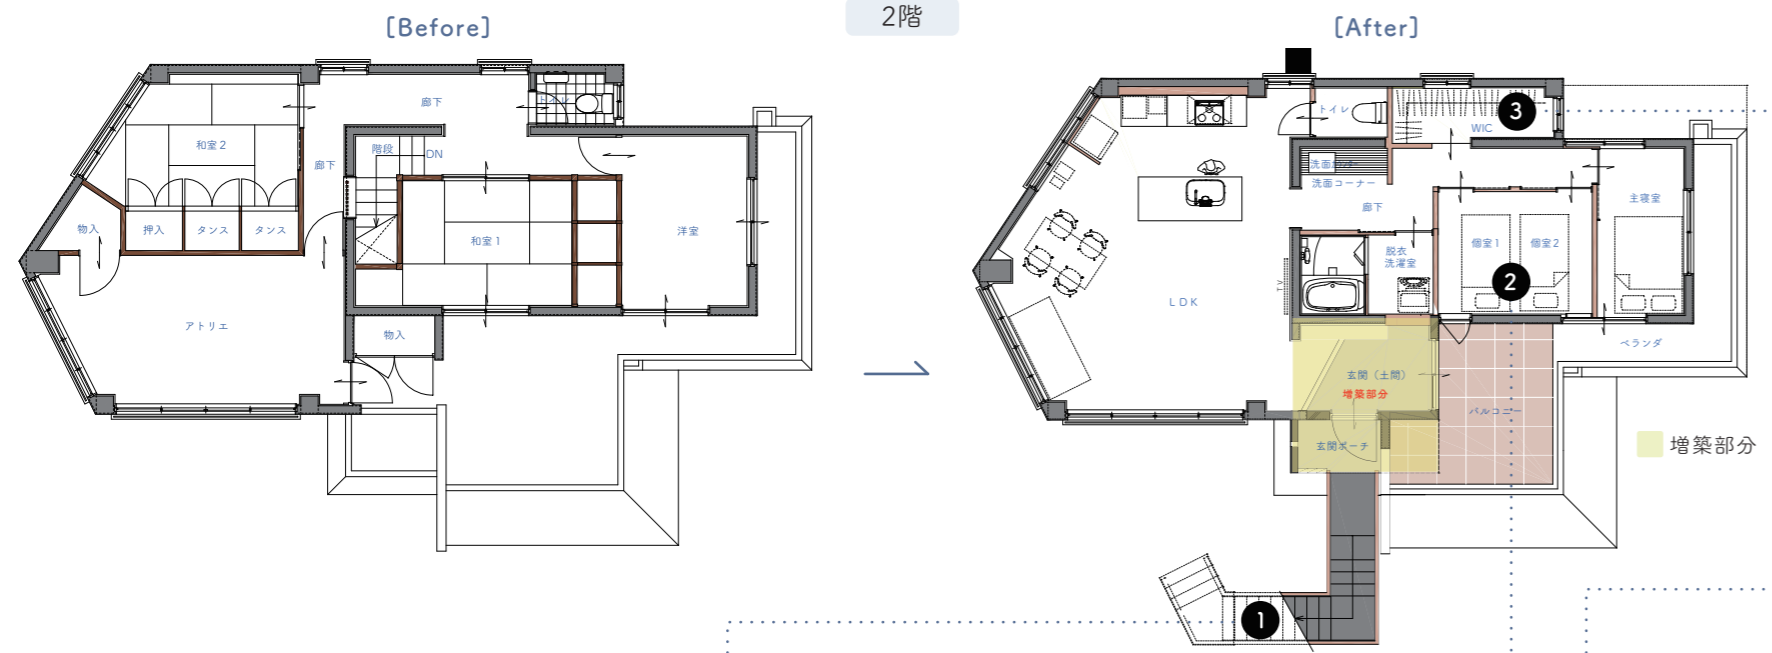 2階
[Before]
廊下
トイレ
和室2
階段
DN
廊下
物入
押入
タンス
タンス
和室1
洋室
アトリエ
物入
[After]
トイレ
3
WIC
洗面コーナー
廊下
主寝室
脱衣
洗濯室
個室1
個室2
2
TV
LDK
ベランダ
玄関（土間）
増築部分
バルコニー
玄関ポーチ
増築部分
1